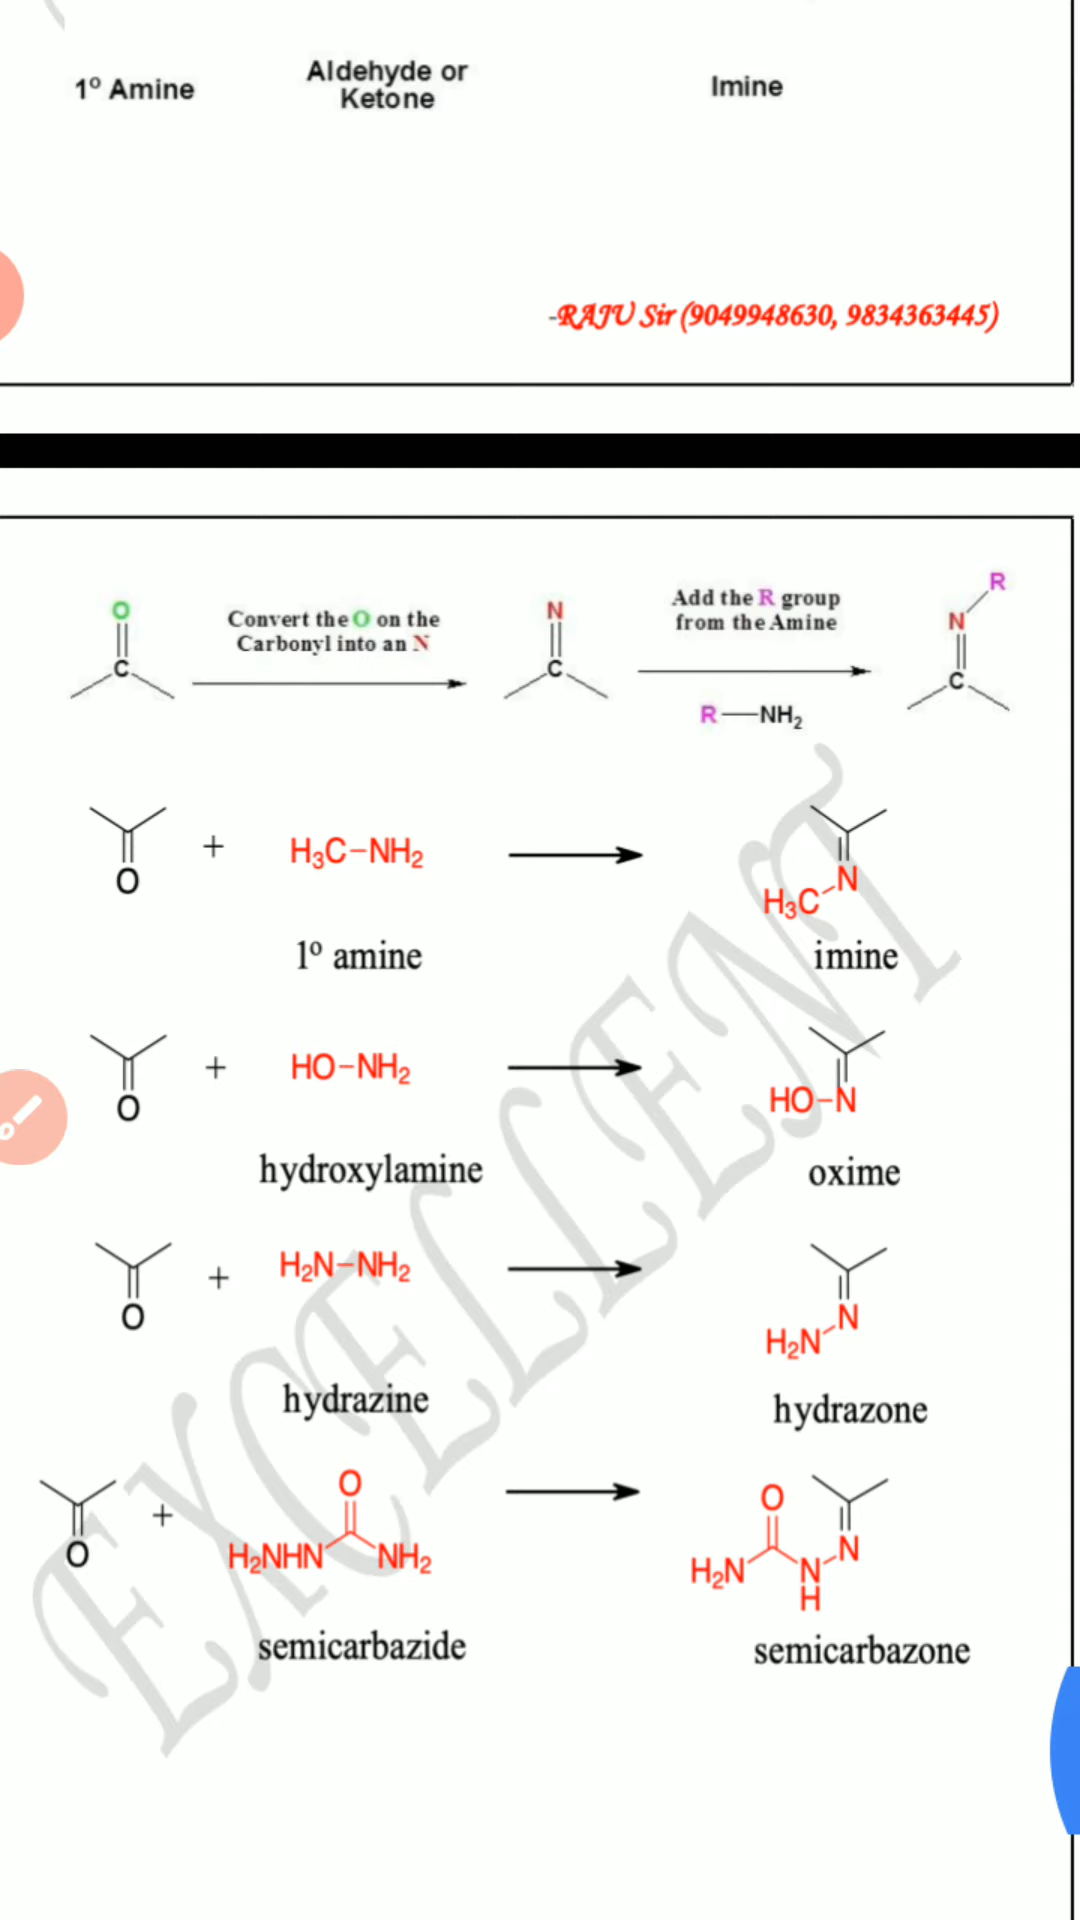 1º Amine
Aldehyde or
Ketone
Imine
-RAJU Sir (9049948630, 9834363445)
O
C
Convert the O on the
Carbonyl into an N
N
C
Add the R group
from the Amine
R—NH₂
R
N
C
O
+
H₃C–NH₂
N
H₃C
1º amine
imine
O
+
HO–NH₂
HO–N
hydroxylamine
oxime
O
+
H₂N–NH₂
N
H₂N
hydrazine
hydrazone
O
+
O
H₂NHN
NH₂
O
H₂N
N
H
N
semicarbazide
semicarbazone
EXCELLENT